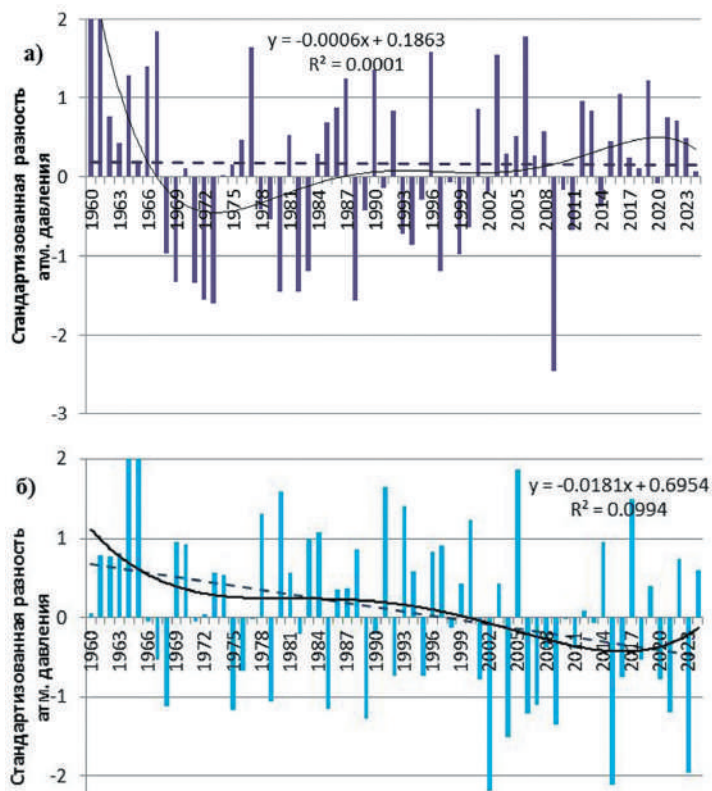 а)
Стандартизованная разность
атм. давления
y = -0.0006x + 0.1863
R² = 0.0001
2
1
0
-1
-2
-3
1960 1963 1966 1969 1972 1975 1978 1981 1984 1987 1990 1993 1996 1999 2002 2005 2008 2011 2014 2017 2020 2023
б)
Стандартизованная разность
атм. давления
y = -0.0181x + 0.6954
R² = 0.0994
2
1
0
-1
-2
1960 1963 1966 1969 1972 1975 1978 1981 1984 1987 1990 1993 1996 1999 2002 2005 2008 2011 2014 2017 2020 2023